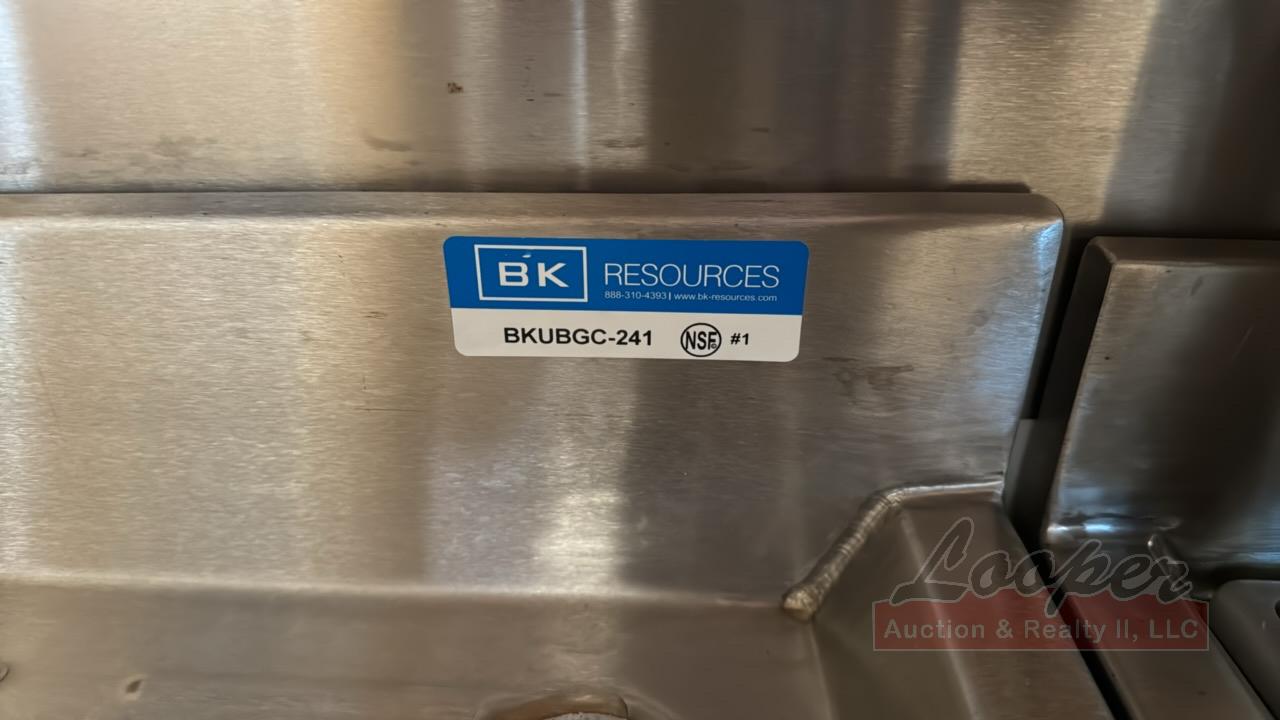 BK RESOURCES
888-310-4393 | www.bk-resources.com
BKUBGC-241 NSF #1
Looper
Auction & Realty II, LLC